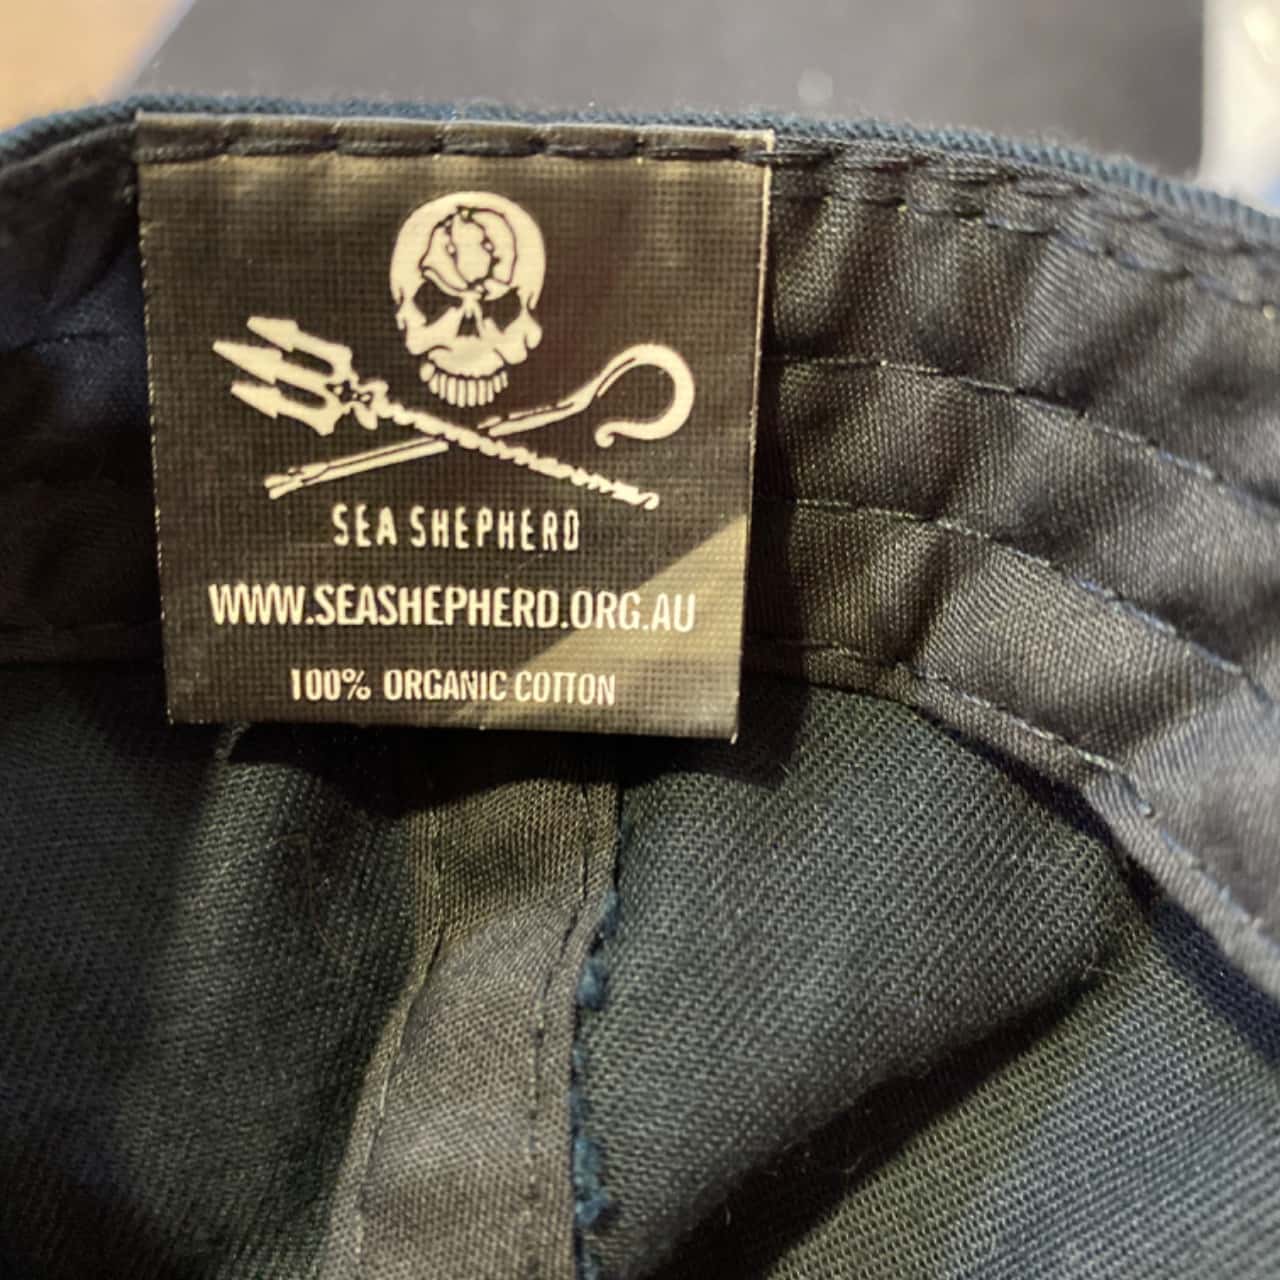 SEA SHEPHERD
WWW.SEASHEPHERD.ORG.AU
100% ORGANIC COTTON